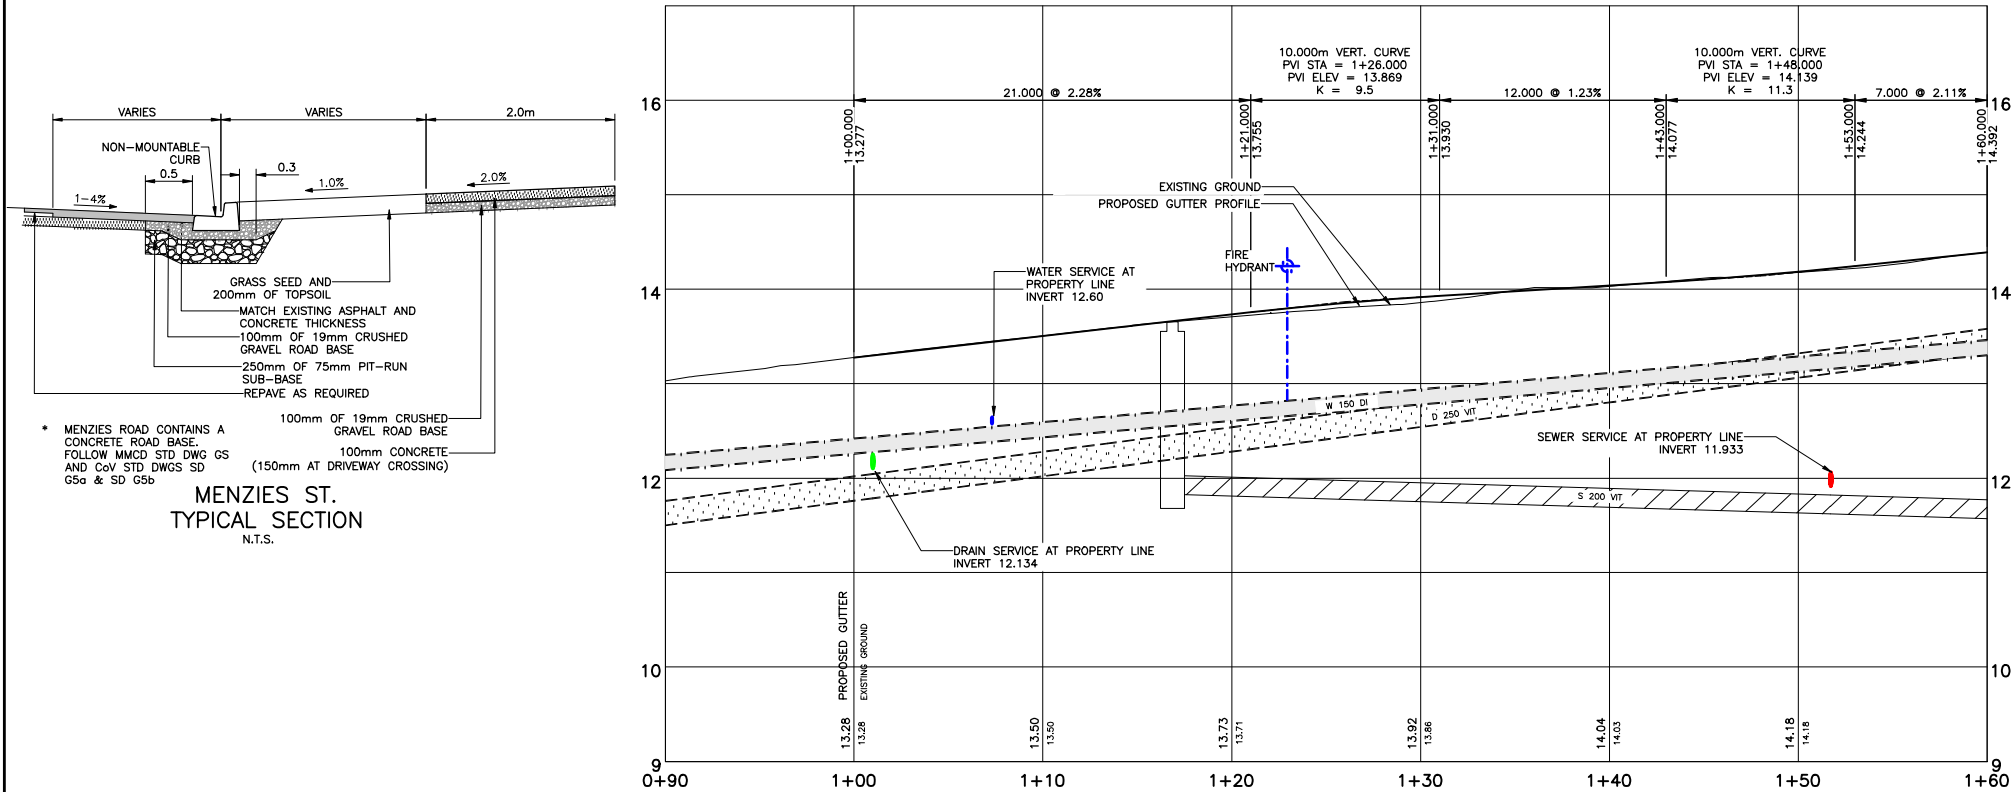 VARIES
VARIES
2.0m
NON-MOUNTABLE
CURB
0.5
0.3
1.0%
2.0%
1-4%
GRASS SEED AND
200mm OF TOPSOIL
MATCH EXISTING ASPHALT AND
CONCRETE THICKNESS
100mm OF 19mm CRUSHED
GRAVEL ROAD BASE
250mm OF 75mm PIT-RUN
SUB-BASE
REPAVE AS REQUIRED
100mm OF 19mm CRUSHED
GRAVEL ROAD BASE
100mm CONCRETE
(150mm AT DRIVEWAY CROSSING)
* MENZIES ROAD CONTAINS A
CONCRETE ROAD BASE.
FOLLOW MMCD STD DWG GS
AND CoV STD DWGS SD
G5a & SD G5b
MENZIES ST.
TYPICAL SECTION
N.T.S.
10.000m VERT. CURVE
PVI STA = 1+26.000
PVI ELEV = 13.869
K = 9.5
10.000m VERT. CURVE
PVI STA = 1+48.000
PVI ELEV = 14.139
K = 11.3
21.000 @ 2.28%
12.000 @ 1.23%
7.000 @ 2.11%
16
16
1+00.000
13.277
1+21.000
13.755
1+31.000
13.930
1+43.000
14.077
1+53.000
14.244
1+60.000
14.392
EXISTING GROUND
PROPOSED GUTTER PROFILE
FIRE
HYDRANT
WATER SERVICE AT
PROPERTY LINE
INVERT 12.60
14
14
W 150 DI
D 250 VIT
SEWER SERVICE AT PROPERTY LINE
INVERT 11.933
12
12
S 200 VIT
DRAIN SERVICE AT PROPERTY LINE
INVERT 12.134
PROPOSED GUTTER
EXISTING GROUND
10
10
13.28
13.28
13.50
13.50
13.73
13.71
13.92
13.86
14.04
14.03
14.18
14.18
9
9
0+90
1+00
1+10
1+20
1+30
1+40
1+50
1+60